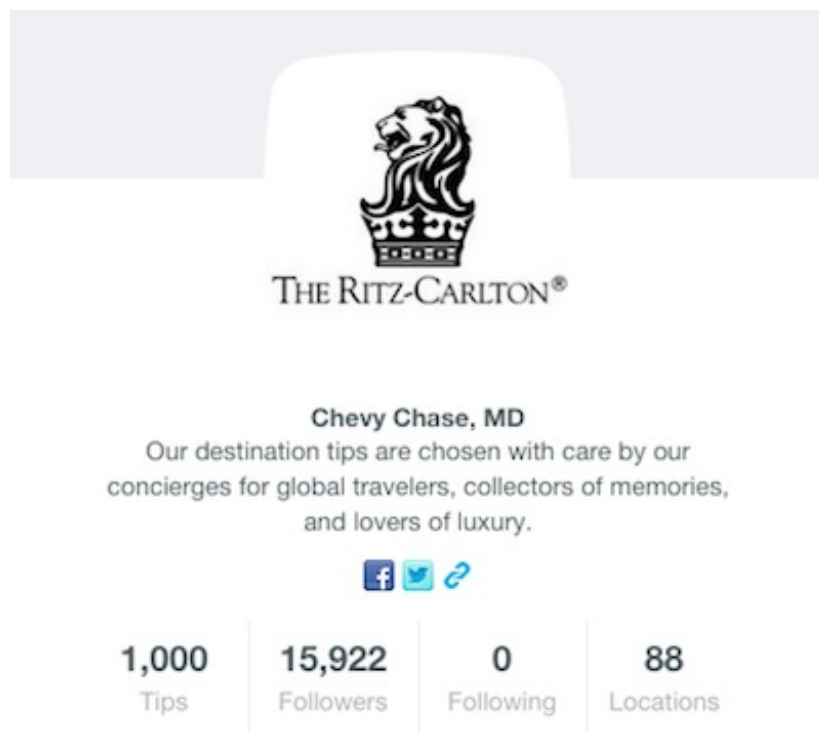 THE RITZ-CARLTON®
Chevy Chase, MD
Our destination tips are chosen with care by our
concierges for global travelers, collectors of memories,
and lovers of luxury.
1,000 15,922 0 88
Tips Followers Following Locations